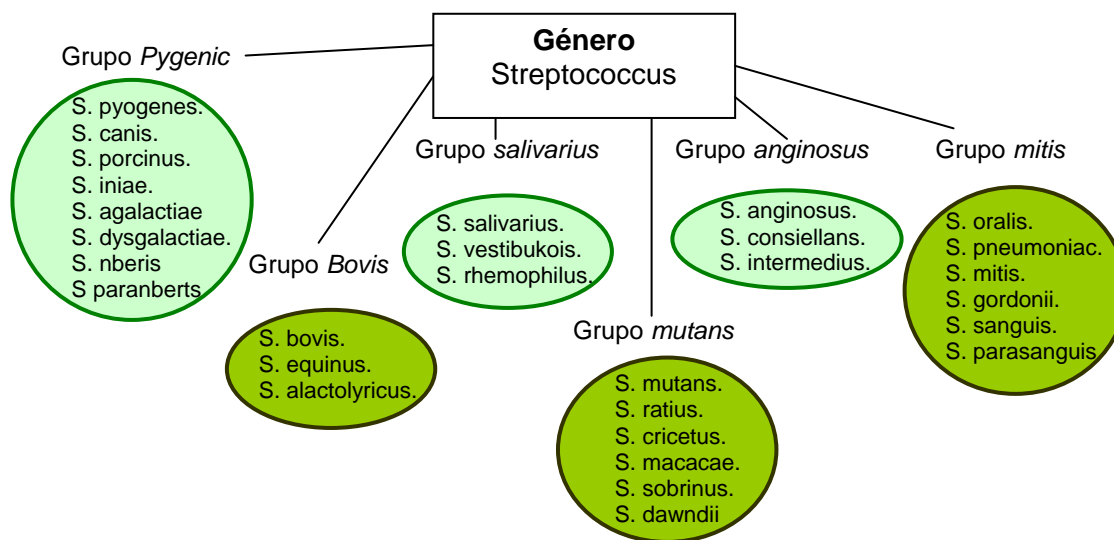 Género
Streptococcus
Grupo Pygenic
S. pyogenes.
S. canis.
S. porcinus.
S. iniae.
S. agalactiae
S. dysgalactiae.
S. nberis
S paranberts
Grupo Bovis
S. bovis.
S. equinus.
S. alactolyricus.
Grupo salivarius
S. salivarius.
S. vestibukois.
S. rhemophilus.
Grupo mutans
S. mutans.
S. ratius.
S. cricetus.
S. macacae.
S. sobrinus.
S. dawndii
Grupo anginosus
S. anginosus.
S. consiellans.
S. intermedius.
Grupo mitis
S. oralis.
S. pneumoniac.
S. mitis.
S. gordonii.
S. sanguis.
S. parasanguis